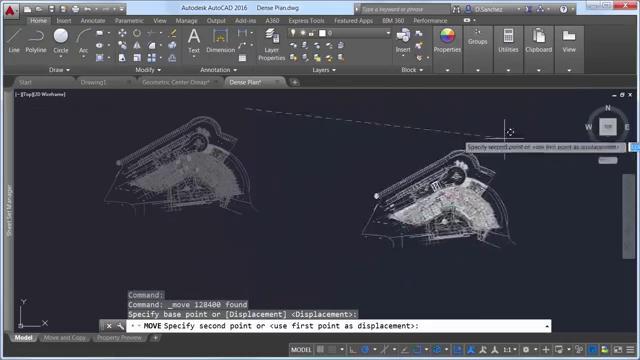 Autodesk AutoCAD 2016 Dense Plan.dwg
Type a keyword or phrase
D.Sanchez
Home Insert Annotate Parametric View Manage Output Add-ins A360 Express Tools Featured Apps BIM 360 Performance
Line Polyline Circle Arc
Text Dimension
Layer Properties
Insert
Properties
Groups
Utilities
Clipboard
View
Draw Modify Annotation Layers Block
Start Drawing1 Geometric Center Dimap* Dense Plan*
[-][Top][2D Wireframe]
N
W TOP E
S
Specify second point or <use first point as displacement>:
Sheet Set Manager
Y
X
Command:
Command: _move 128400 found
Specify base point or [Displacement] <Displacement>:
MOVE Specify second point or <use first point as displacement>:
Model Move and Copy Property Preview
MODEL 1:1